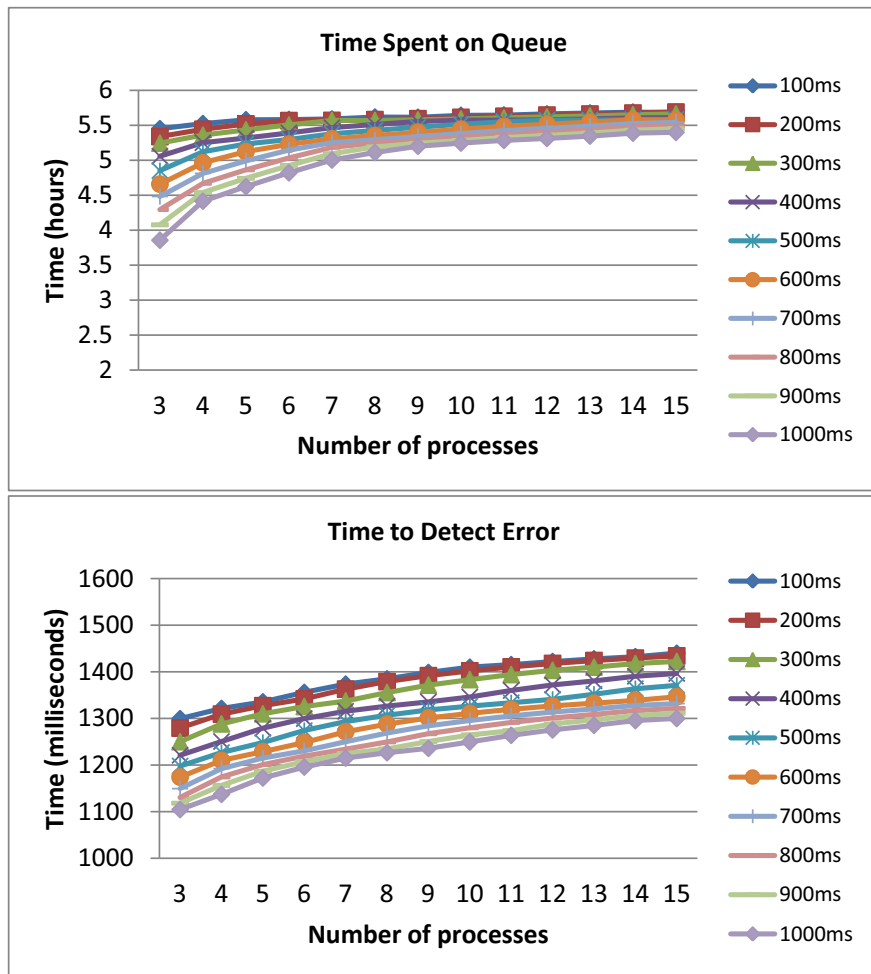 Time Spent on Queue
6
5.5
5
4.5
4
3.5
3
2.5
2
Time (hours)
3 4 5 6 7 8 9 10 11 12 13 14 15
Number of processes
100ms
200ms
300ms
400ms
500ms
600ms
700ms
800ms
900ms
1000ms
Time to Detect Error
1600
1500
1400
1300
1200
1100
1000
Time (milliseconds)
3 4 5 6 7 8 9 10 11 12 13 14 15
Number of processes
100ms
200ms
300ms
400ms
500ms
600ms
700ms
800ms
900ms
1000ms